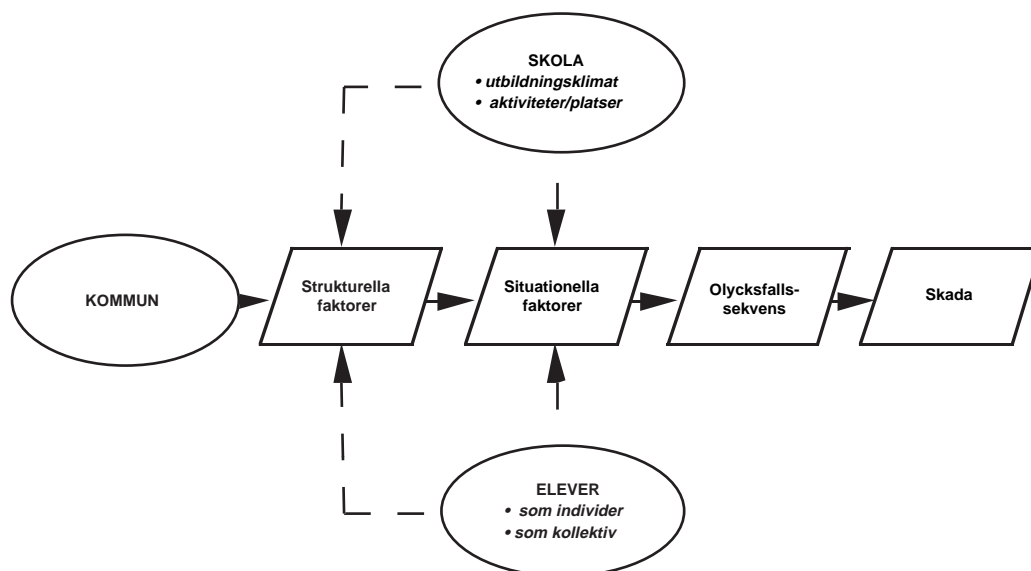 SKOLA
• utbildningsklimat
• aktiviteter/platser
KOMMUN
Strukturella
faktorer
Situationella
faktorer
Olycksfalls-
sekvens
Skada
ELEVER
• som individer
• som kollektiv